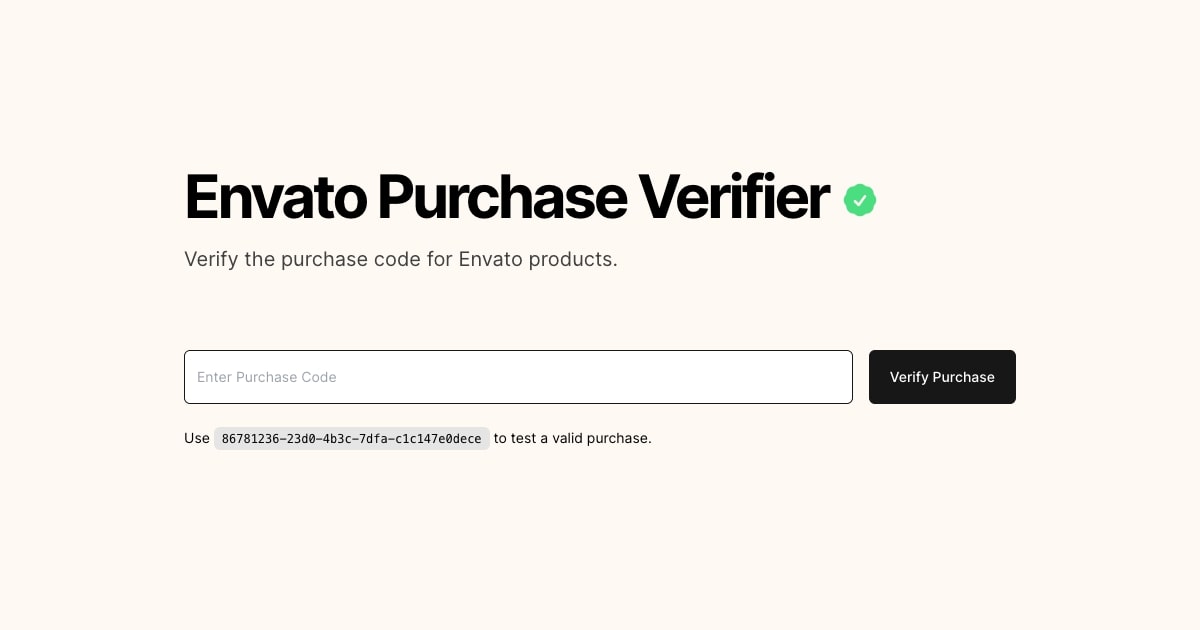 Envato Purchase Verifier
Verify the purchase code for Envato products.
Enter Purchase Code
Verify Purchase
Use 86781236-23d0-4b3c-7dfa-c1c147e0dece to test a valid purchase.